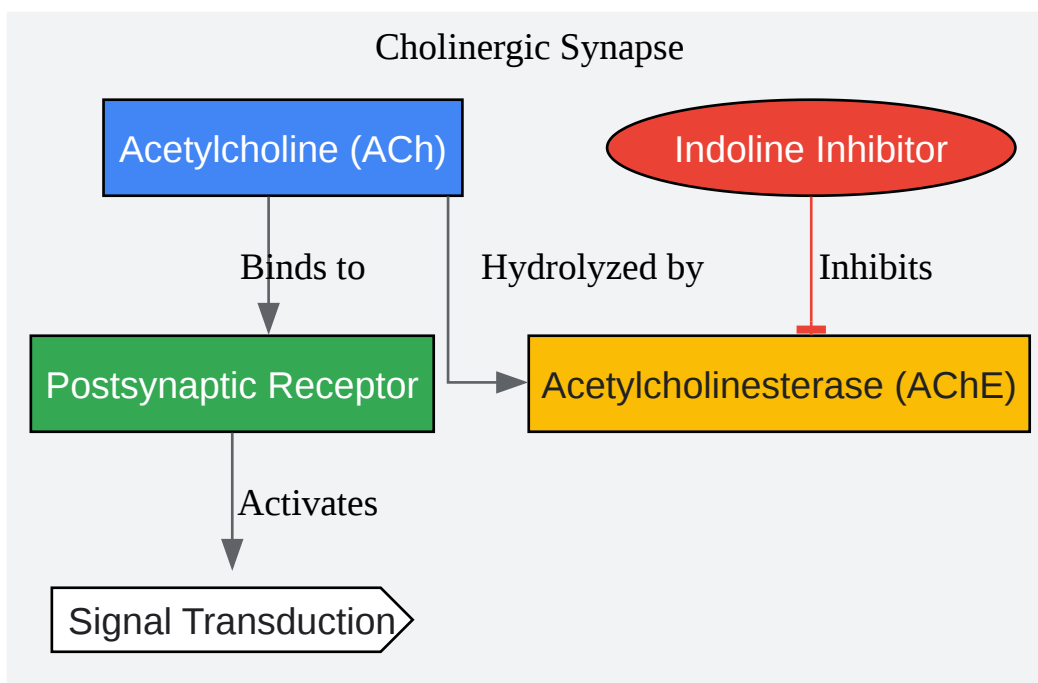 Cholinergic Synapse
Acetylcholine (ACh)
Indoline Inhibitor
Binds to
Hydrolyzed by
Inhibits
Postsynaptic Receptor
Acetylcholinesterase (AChE)
Activates
Signal Transduction